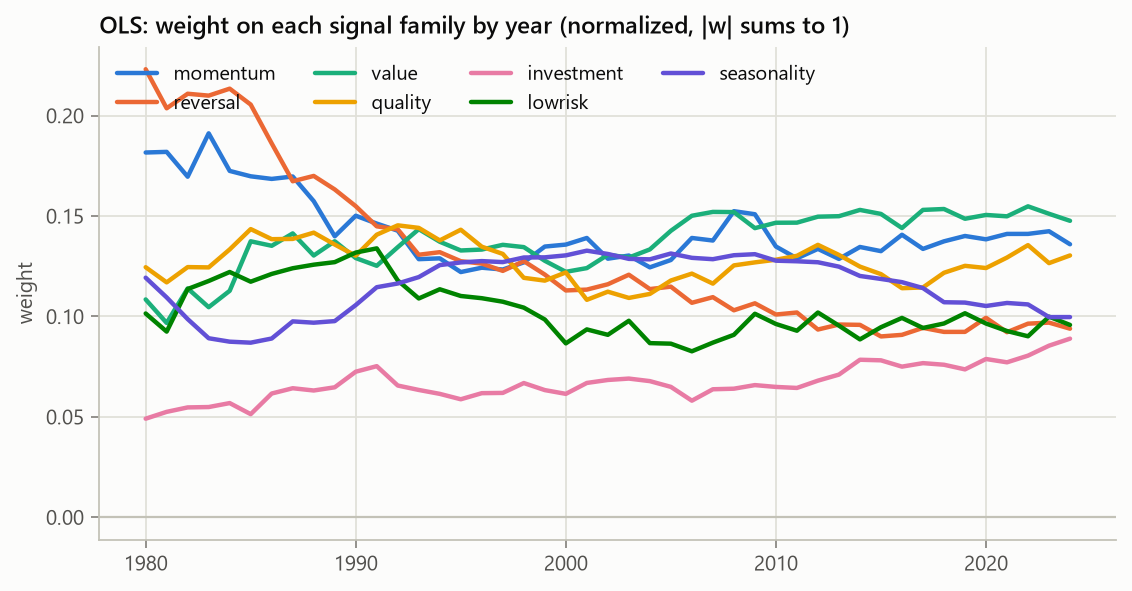 OLS: weight on each signal family by year (normalized, |w| sums to 1)
momentum value investment seasonality
reversal quality lowrisk
0.20
0.15
0.10
0.05
0.00
weight
1980 1990 2000 2010 2020